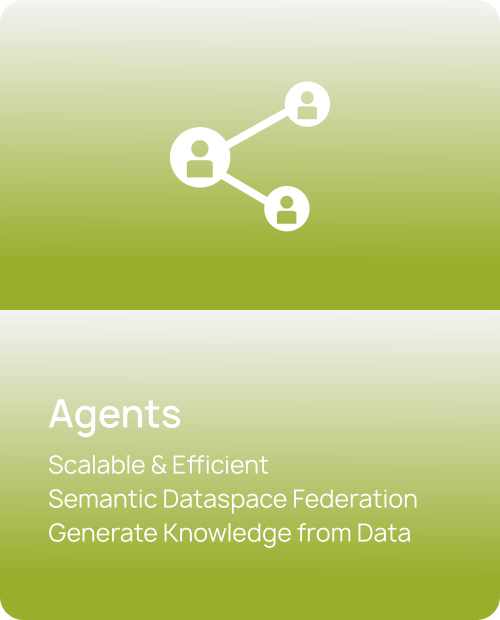 Agents
Scalable & Efficient
Semantic Dataspace Federation
Generate Knowledge from Data